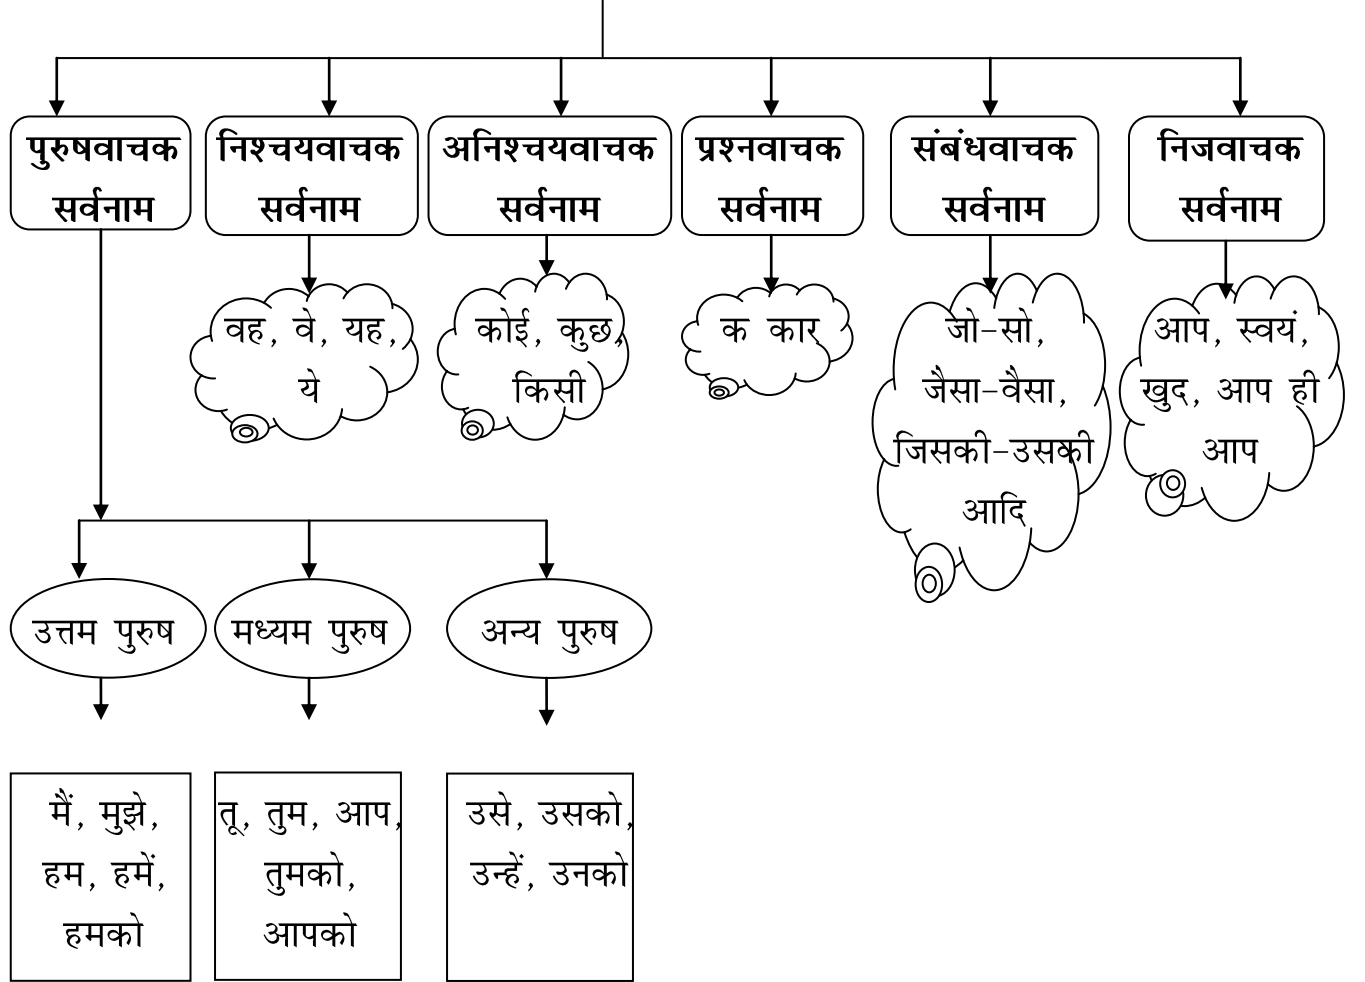 पुरुषवाचक
सर्वनाम
निश्चयवाचक
सर्वनाम
अनिश्चयवाचक
सर्वनाम
प्रश्नवाचक
सर्वनाम
संबंधवाचक
सर्वनाम
निजवाचक
सर्वनाम
वह, वे, यह,
ये
कोई, कुछ,
किसी
क कार
जो-सो,
जैसा-वैसा,
जिसकी-उसकी
आदि
आप, स्वयं,
खुद, आप ही
आप
उत्तम पुरुष
मध्यम पुरुष
अन्य पुरुष
मैं, मुझे,
हम, हमें,
हमको
तू, तुम, आप,
तुमको,
आपको
उसे, उसको,
उन्हें, उनको